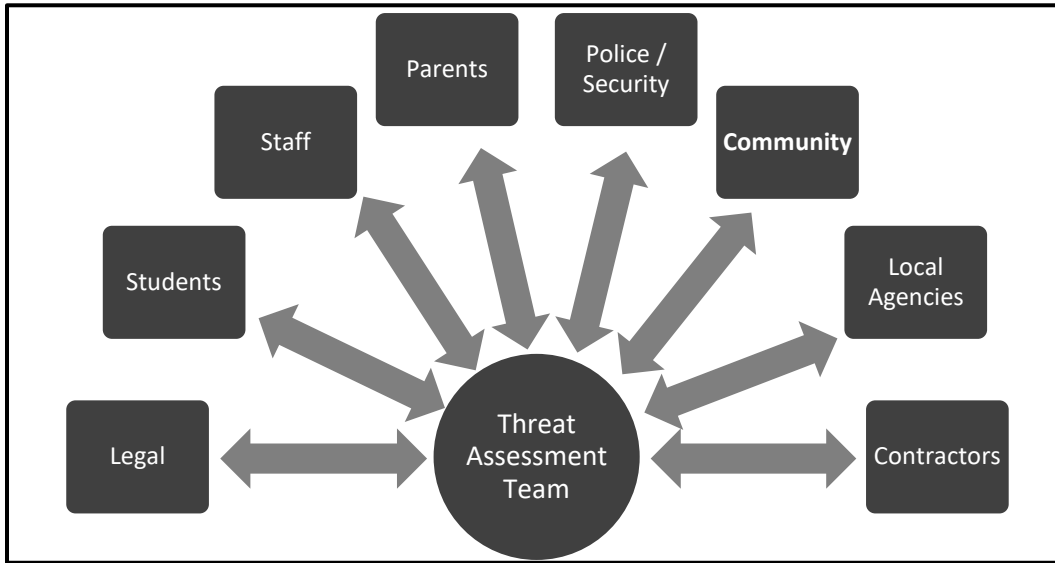 Parents
Police /
Security
Staff
Community
Students
Local
Agencies
Legal
Threat
Assessment
Team
Contractors